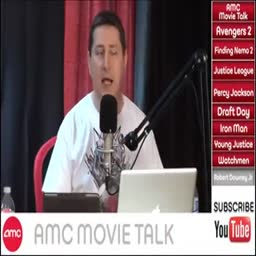 AMC
Movie Talk
Avengers 2
Finding Nemo 2
Justice League
Percy Jackson
Draft Day
Iron Man
Young Justice
Watchmen
Robert Downey Jr
SUBSCRIBE
YouTube
amc
AMC MOVIE TALK